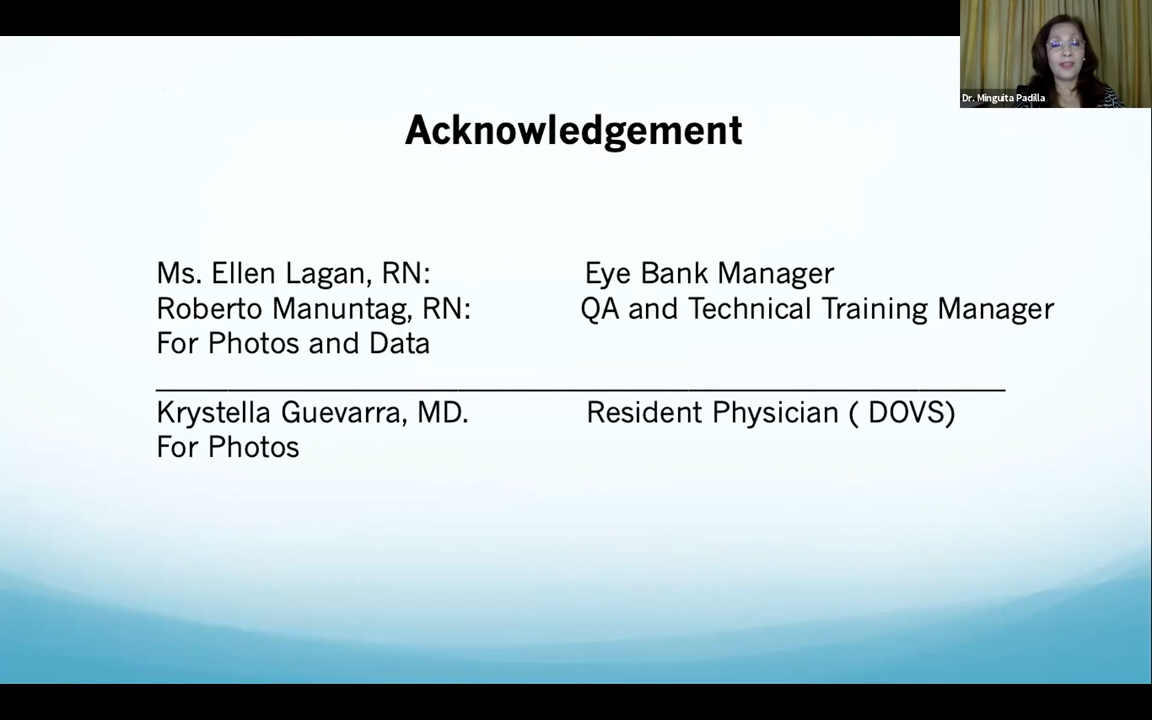 Dr. Minguita Padilla
Acknowledgement
Ms. Ellen Lagan, RN: Eye Bank Manager
Roberto Manuntag, RN: QA and Technical Training Manager
For Photos and Data
Krystella Guevarra, MD. Resident Physician ( DOVS)
For Photos